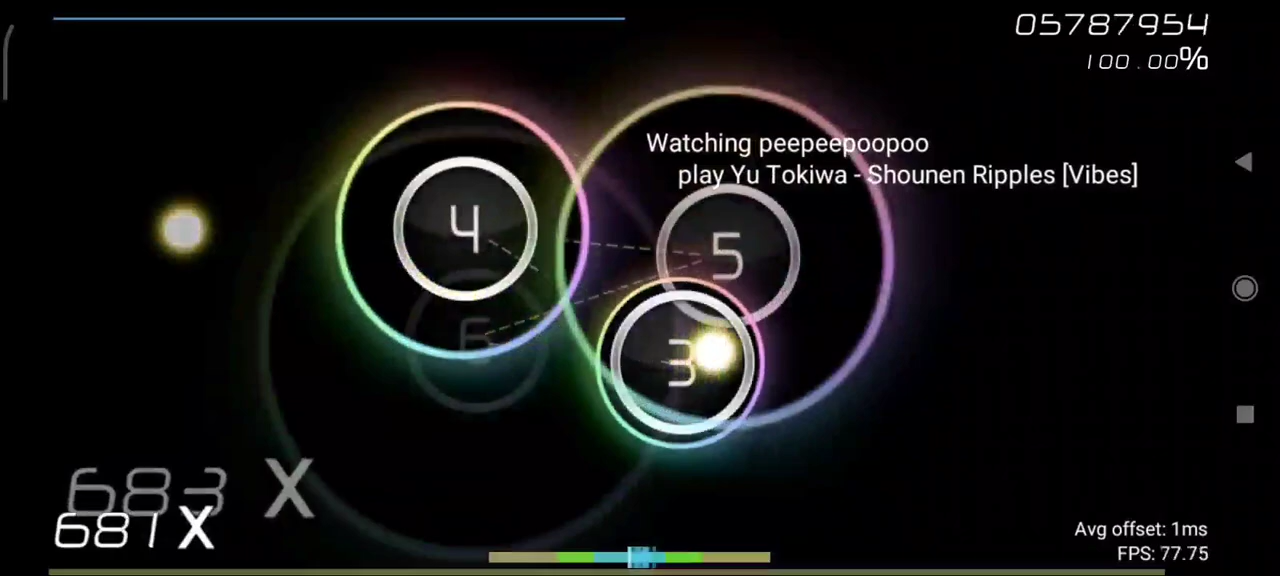 05787954
100.00%
Watching peepeepoopoo
play Yu Tokiwa - Shounen Ripples [Vibes]
4
5
6
3
683 X
681 X
Avg offset: 1ms
FPS: 77.75